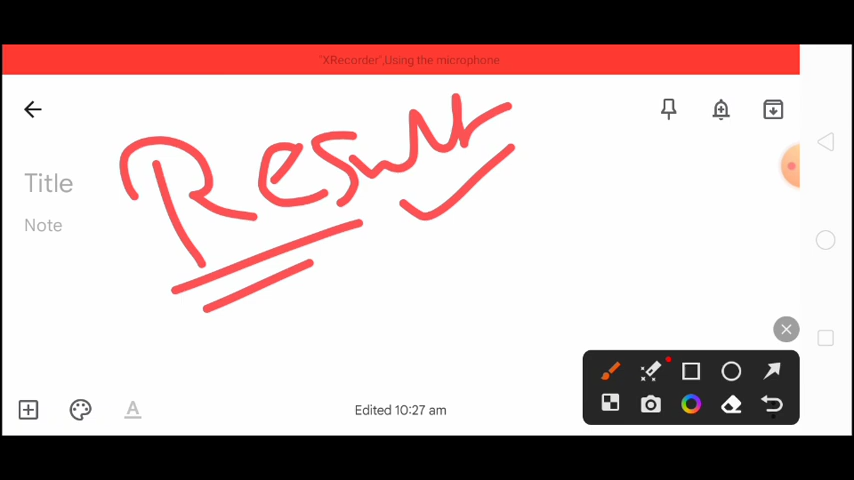 "XRecorder",Using the microphone
Result
Title
Note
A
Edited 10:27 am